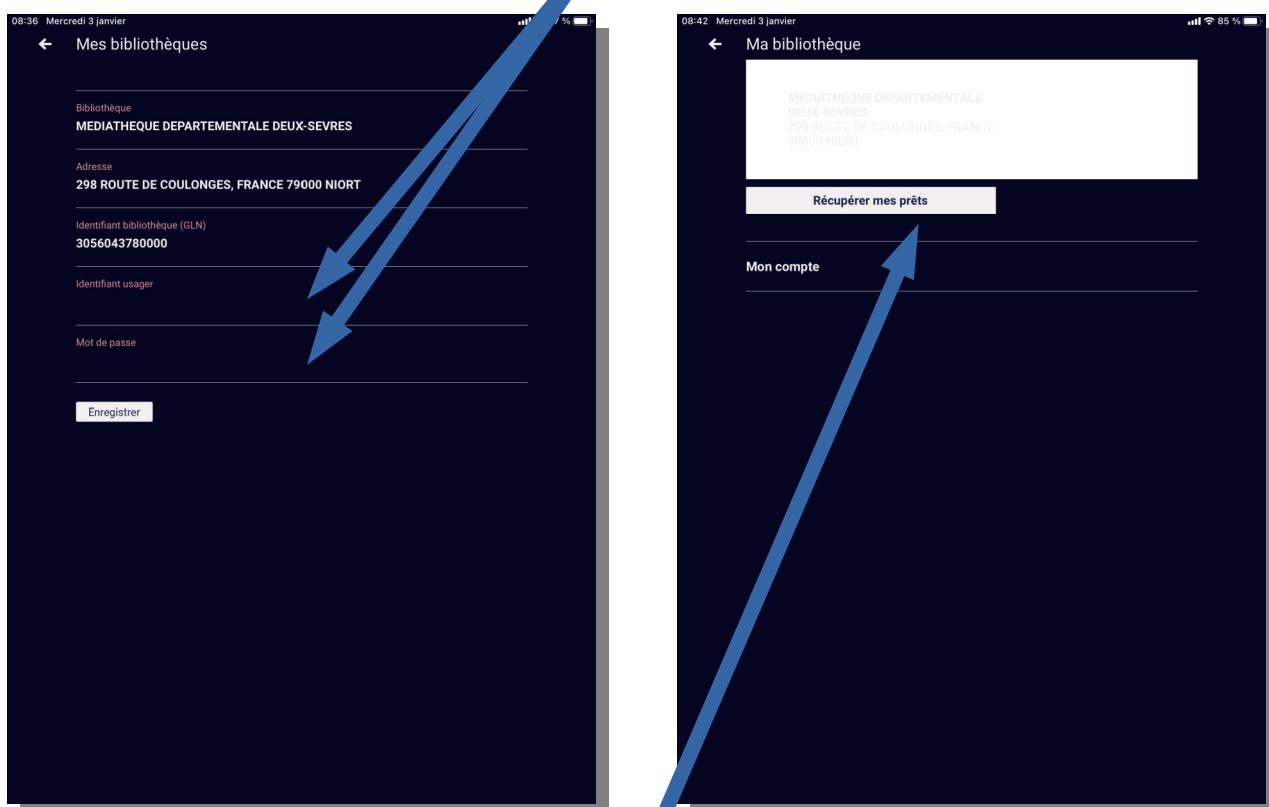 08:36 Mercredi 3 janvier
Mes bibliothèques
Bibliothèque
MEDIATHEQUE DEPARTEMENTALE DEUX-SEVRES
Adresse
298 ROUTE DE COULONGES, FRANCE 79000 NIORT
Identifiant bibliothèque (GLN)
3056043780000
Identifiant usager
Mot de passe
Enregistrer
08:42 Mercredi 3 janvier
85 %
Ma bibliothèque
MEDIATHEQUE DEPARTEMENTALE
DEUX-SEVRES
298 ROUTE DE COULONGES, FRANCE
79000 NIORT
Récupérer mes prêts
Mon compte